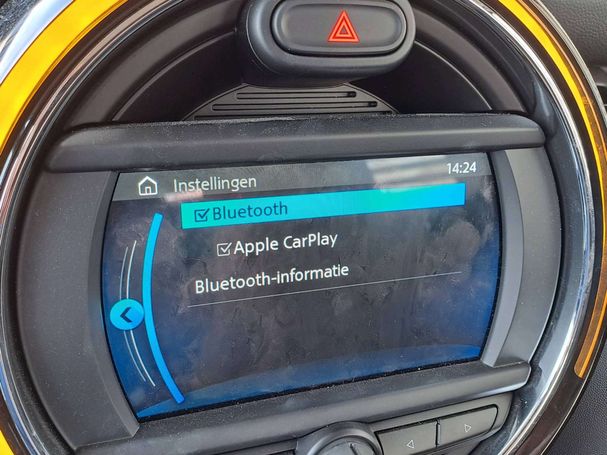 Instellingen 14:24
Bluetooth
Apple CarPlay
Bluetooth-informatie